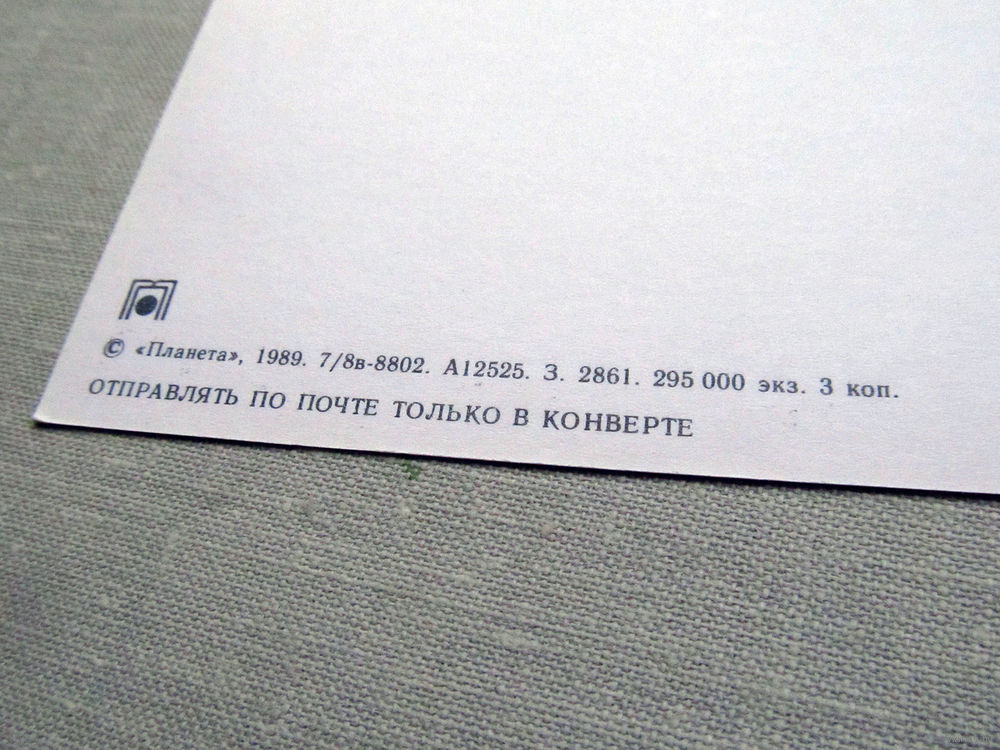 © «Планета», 1989. 7/8в-8802. А12525. З. 2861. 295 000 экз. 3 коп.
ОТПРАВЛЯТЬ ПО ПОЧТЕ ТОЛЬКО В КОНВЕРТЕ